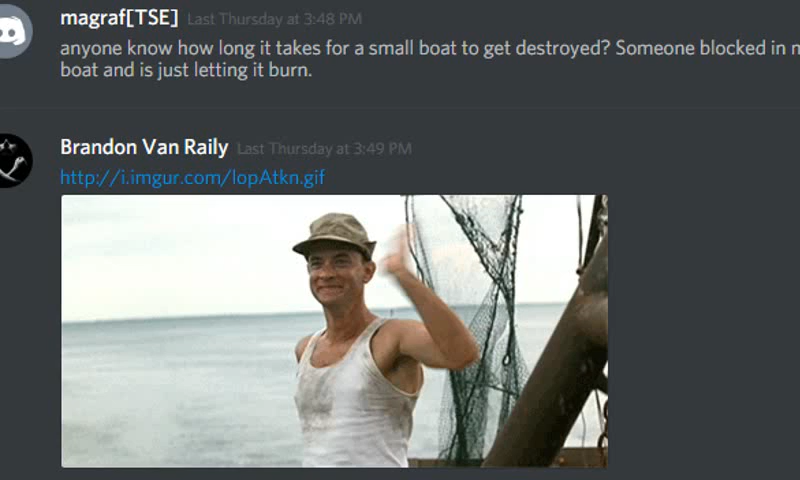 magraf[TSE] Last Thursday at 3:48 PM
anyone know how long it takes for a small boat to get destroyed? Someone blocked in
boat and is just letting it burn.
Brandon Van Raily Last Thursday at 3:49 PM
http://i.imgur.com/lopAtkn.gif